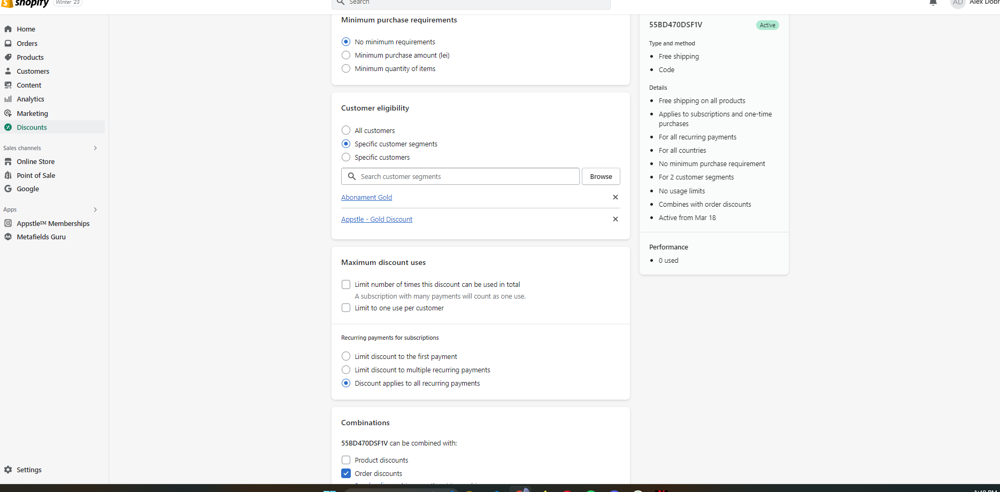 shopify
Winter '23
Search
Home
Orders
Products
Customers
Content
Analytics
Marketing
Discounts
Sales channels
Online Store
Point of Sale
Google
Apps
Appstle℠ Memberships
Metafields Guru
Settings
Minimum purchase requirements
No minimum requirements
Minimum purchase amount (lei)
Minimum quantity of items
Customer eligibility
All customers
Specific customer segments
Specific customers
Search customer segments
Browse
Abonament Gold
Appstle - Gold Discount
Maximum discount uses
Limit number of times this discount can be used in total
A subscription with many payments will count as one use.
Limit to one use per customer
Recurring payments for subscriptions
Limit discount to the first payment
Limit discount to multiple recurring payments
Discount applies to all recurring payments
Combinations
55BD470DSF1V can be combined with:
Product discounts
Order discounts
AD
Alex Dobr
55BD470DSF1V
Active
Type and method
Free shipping
Code
Details
Free shipping on all products
Applies to subscriptions and one-time
purchases
For all recurring payments
For all countries
No minimum purchase requirement
For 2 customer segments
No usage limits
Combines with order discounts
Active from Mar 18
Performance
0 used